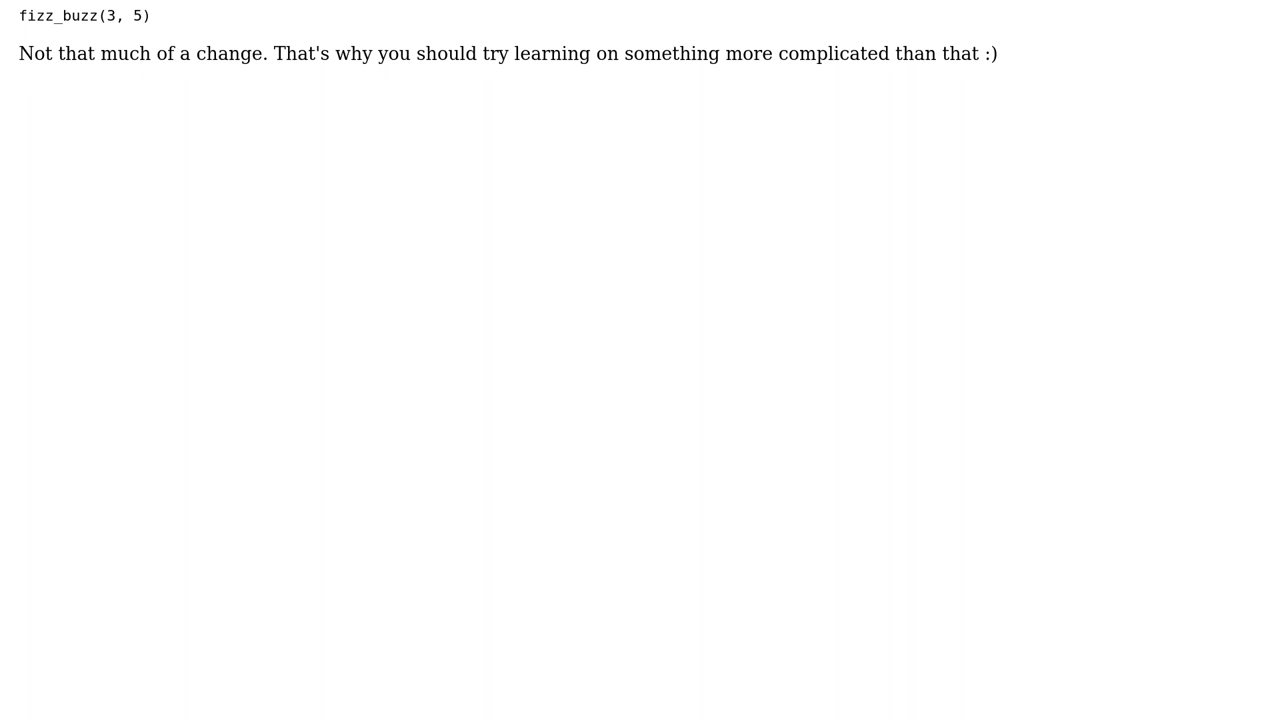 fizz_buzz(3, 5)
Not that much of a change. That's why you should try learning on something more complicated than that :)